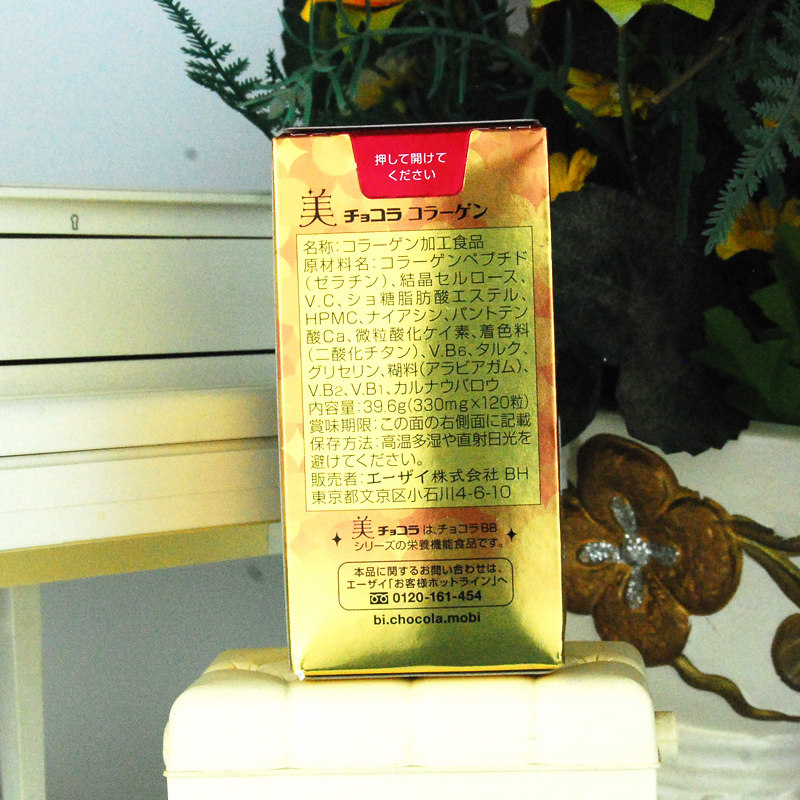 押して開けて
ください
美 チョコラ コラーゲン
名称:コラーゲン加工食品
原材料名:コラーゲンペプチド
(ゼラチン)、結晶セルロース、
V.C、ショ糖脂肪酸エステル、
HPMC、ナイアシン、パントテン
酸Ca、微粒酸化ケイ素、着色料
(二酸化チタン)、V.B6、タルク、
グリセリン、糊料(アラビアガム)、
V.B2、V.B1、カルナウバロウ
内容量:39.6g(330mg×120粒)
賞味期限:この面の右側面に記載
保存方法:高温多湿や直射日光を
避けてください。
販売者:エーザイ株式会社 BH
東京都文京区小石川4-6-10
美 チョコラ は、チョコラ BB
シリーズの栄養機能食品です。
本品に関するお問い合わせは、
エーザイ「お客様ホットライン」へ
0120-161-454
bi.chocola.mobi